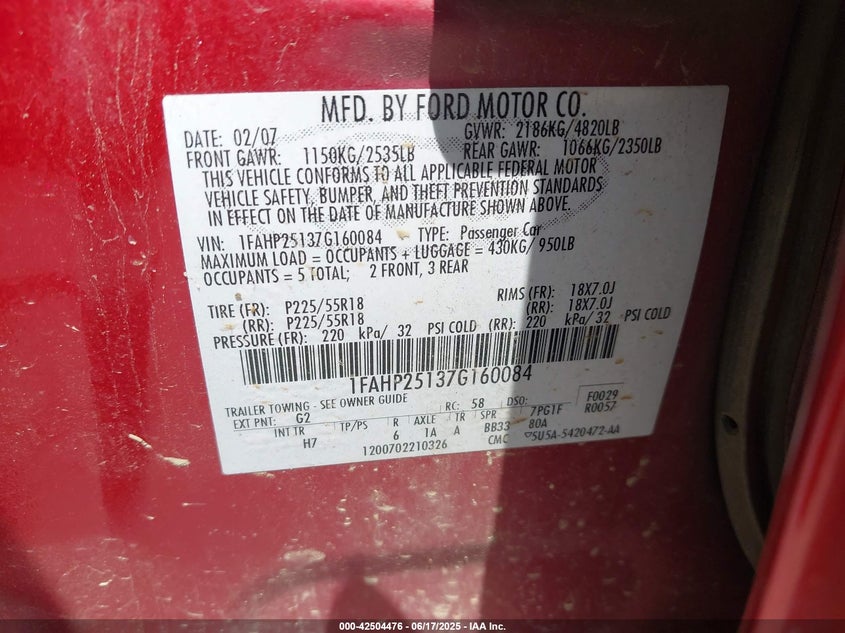 MFD. BY FORD MOTOR CO.
DATE: 02/07 GVWR: 2186KG/4820LB
FRONT GAWR: 1150KG/2535LB REAR GAWR: 1066KG/2350LB
THIS VEHICLE CONFORMS TO ALL APPLICABLE FEDERAL MOTOR
VEHICLE SAFETY, BUMPER, AND THEFT PREVENTION STANDARDS
IN EFFECT ON THE DATE OF MANUFACTURE SHOWN ABOVE.
VIN: 1FAHP25137G160084 TYPE: Passenger Car
MAXIMUM LOAD = OCCUPANTS + LUGGAGE = 430KG/ 950LB
OCCUPANTS = 5 TOTAL; 2 FRONT, 3 REAR
TIRE (FR): P225/55R18 RIMS (FR): 18X7.0J
(RR): P225/55R18 (RR): 18X7.0J
PRESSURE (FR): 220 kPa/ 32 PSI COLD (RR): 220 kPa/ 32 PSI COLD
1FAHP25137G160084
TRAILER TOWING - SEE OWNER GUIDE
EXT PNT: G2 RC: 58 DSO: F0029
INT TR TP/PS R AXLE TR SPR 7PG1F R0057
H7 6 1A A BB33 80A
1200702210326 CMC ▽5U5A-5420472-AA
000-42504476 - 06/17/2025 - IAA Inc.